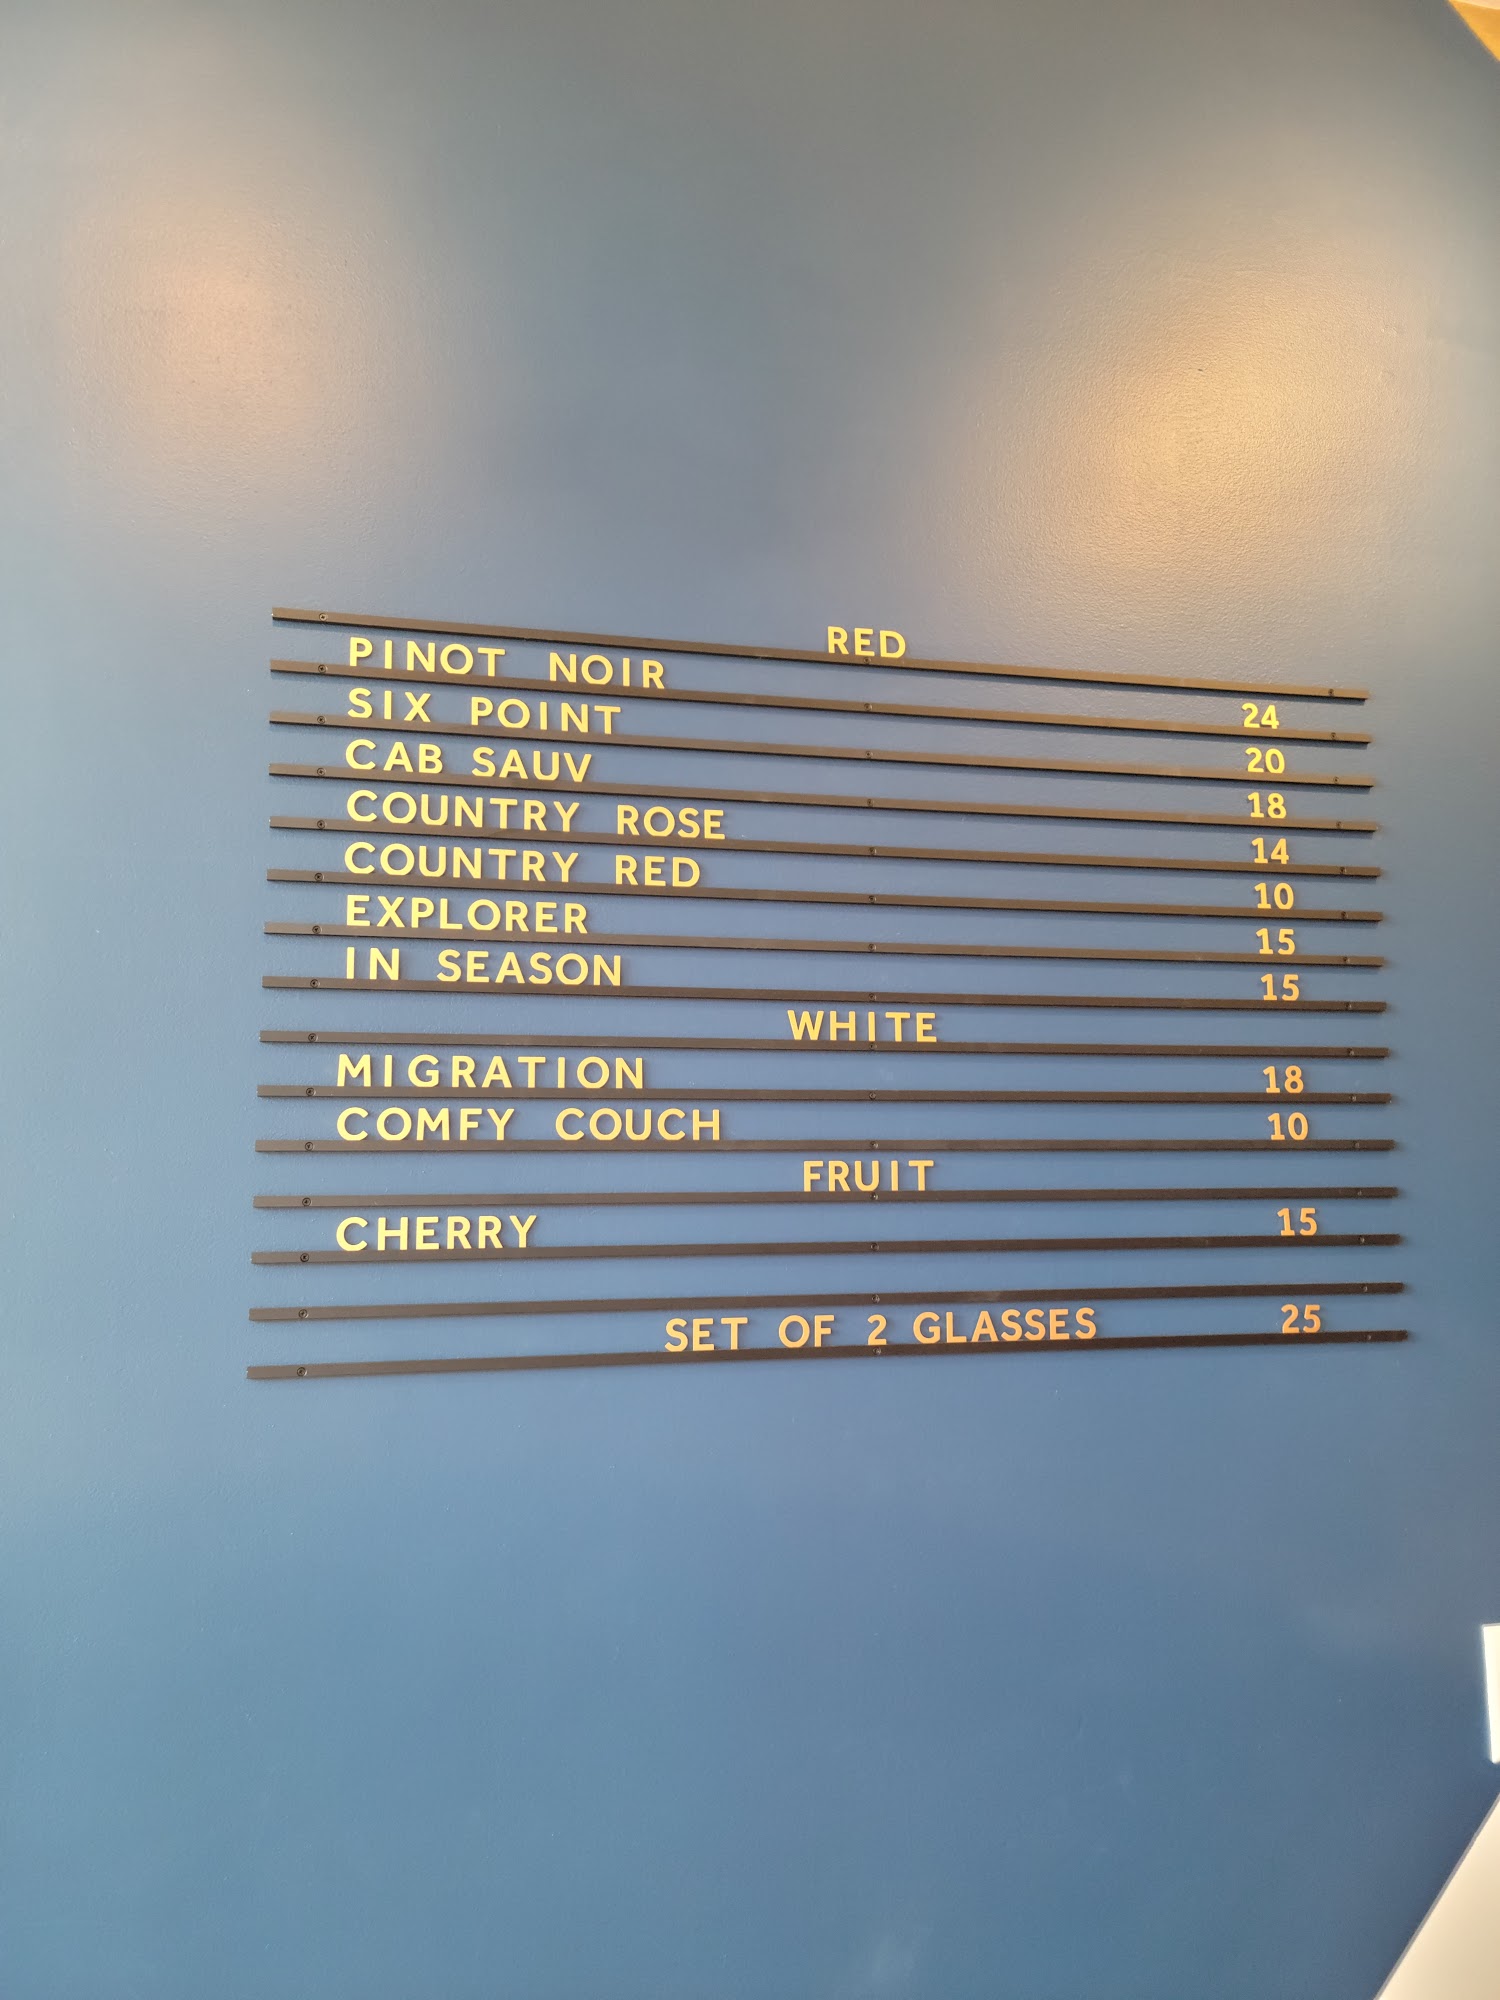 RED
PINOT NOIR 24
SIX POINT 20
CAB SAUV 18
COUNTRY ROSE 14
COUNTRY RED 10
EXPLORER 15
IN SEASON 15
WHITE
MIGRATION 18
COMFY COUCH 10
FRUIT
CHERRY 15
SET OF 2 GLASSES 25